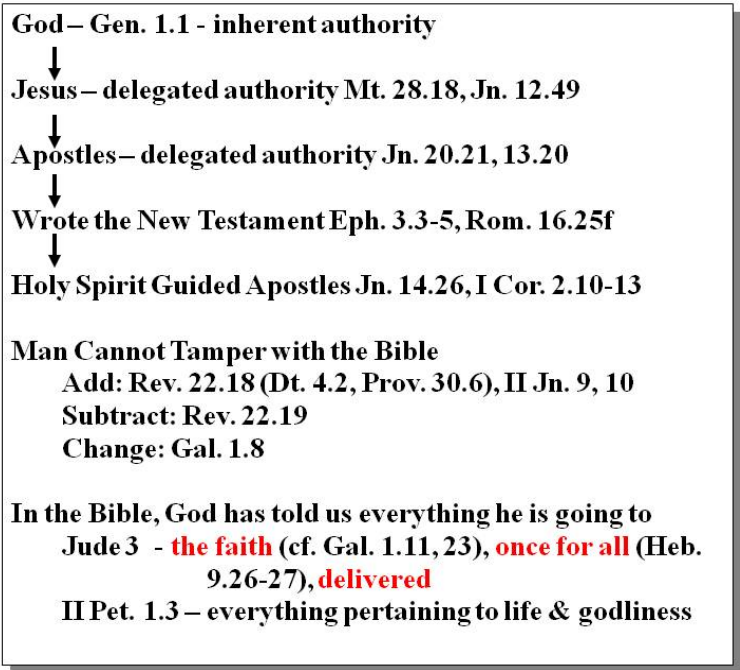 God – Gen. 1.1 - inherent authority
Jesus – delegated authority Mt. 28.18, Jn. 12.49
Apostles – delegated authority Jn. 20.21, 13.20
Wrote the New Testament Eph. 3.3-5, Rom. 16.25f
Holy Spirit Guided Apostles Jn. 14.26, I Cor. 2.10-13
Man Cannot Tamper with the Bible
Add: Rev. 22.18 (Dt. 4.2, Prov. 30.6), II Jn. 9, 10
Subtract: Rev. 22.19
Change: Gal. 1.8
In the Bible, God has told us everything he is going to
Jude 3 - the faith (cf. Gal. 1.11, 23), once for all (Heb.
9.26-27), delivered
II Pet. 1.3 – everything pertaining to life & godliness